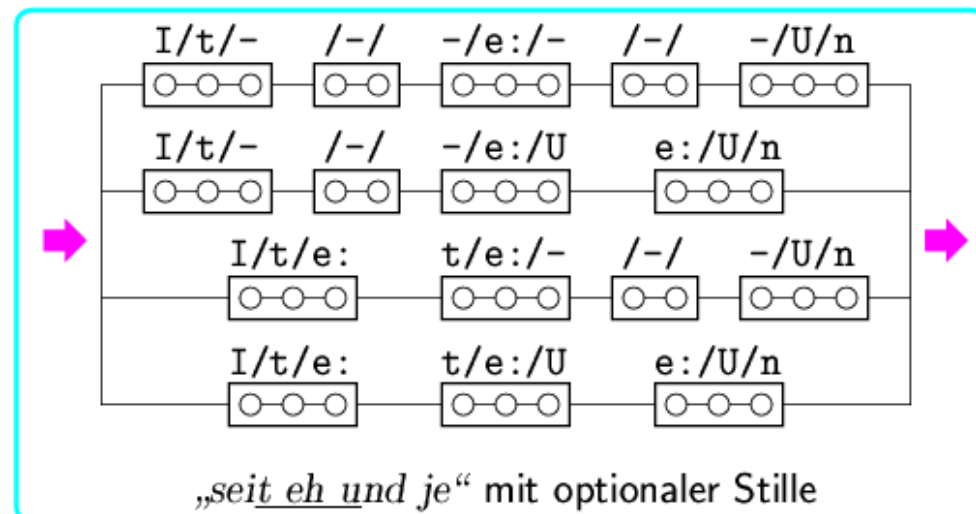 I/t/- /-/ -/e:/- /-/ -/U/n
I/t/- /-/ -/e:/U e:/U/n
I/t/e: t/e:/- /-/ -/U/n
I/t/e: t/e:/U e:/U/n
„seit eh und je“ mit optionaler Stille